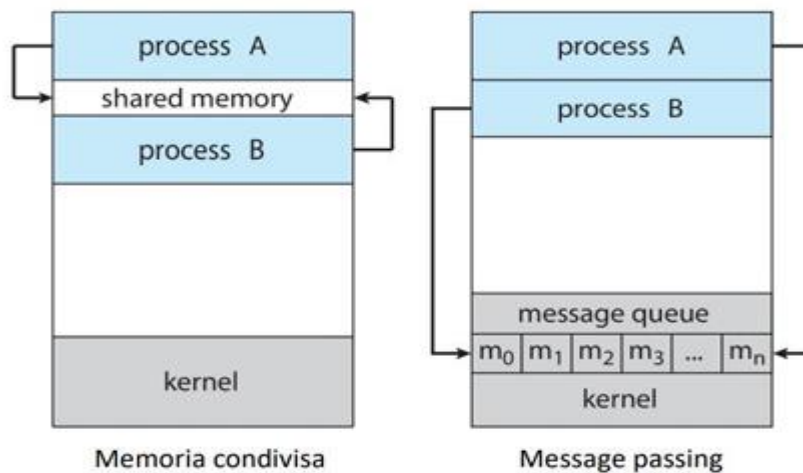 process A
shared memory
process B
kernel
Memoria condivisa
process A
process B
message queue
m0 m1 m2 m3 ... mn
kernel
Message passing